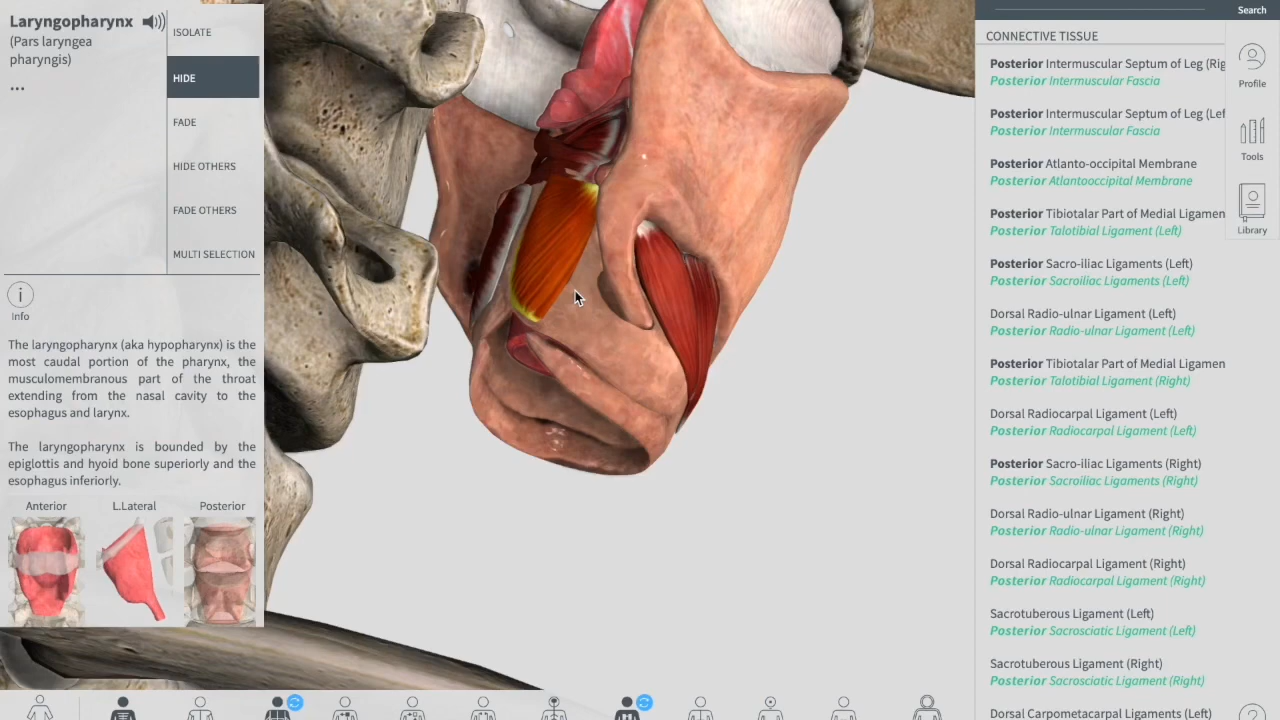 Laryngopharynx
(Pars laryngea
pharyngis)
...
ISOLATE
HIDE
FADE
HIDE OTHERS
FADE OTHERS
MULTI SELECTION
Info
The laryngopharynx (aka hypopharynx) is the
most caudal portion of the pharynx, the
musculomembranous part of the throat
extending from the nasal cavity to the
esophagus and larynx.
The laryngopharynx is bounded by the
epiglottis and hyoid bone superiorly and the
esophagus inferiorly.
Anterior
L.Lateral
Posterior
Search
CONNECTIVE TISSUE
Posterior Intermuscular Septum of Leg (Rig
Posterior Intermuscular Fascia
Posterior Intermuscular Septum of Leg (Lef
Posterior Intermuscular Fascia
Posterior Atlanto-occipital Membrane
Posterior Atlantooccipital Membrane
Posterior Tibiotalar Part of Medial Ligamen
Posterior Talotibial Ligament (Left)
Posterior Sacro-iliac Ligaments (Left)
Posterior Sacroiliac Ligaments (Left)
Dorsal Radio-ulnar Ligament (Left)
Posterior Radio-ulnar Ligament (Left)
Posterior Tibiotalar Part of Medial Ligamen
Posterior Talotibial Ligament (Right)
Dorsal Radiocarpal Ligament (Left)
Posterior Radiocarpal Ligament (Left)
Posterior Sacro-iliac Ligaments (Right)
Posterior Sacroiliac Ligaments (Right)
Dorsal Radio-ulnar Ligament (Right)
Posterior Radio-ulnar Ligament (Right)
Dorsal Radiocarpal Ligament (Right)
Posterior Radiocarpal Ligament (Right)
Sacrotuberous Ligament (Left)
Posterior Sacrosciatic Ligament (Left)
Sacrotuberous Ligament (Right)
Posterior Sacrosciatic Ligament (Right)
Dorsal Carpometacarpal Ligaments (Left)
Profile
Tools
Library